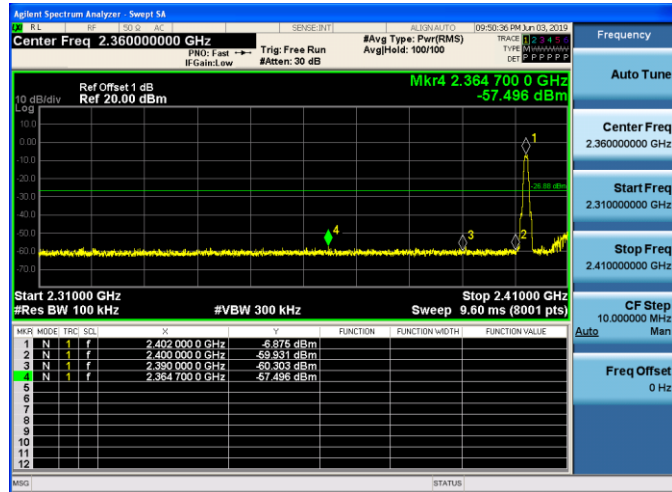 Agilent Spectrum Analyzer - Swept SA
RL RF 50 Ω AC SENSE:INT ALIGN AUTO 09:50:36 PM Jun 03, 2019
Center Freq 2.360000000 GHz
PNO: Fast
IFGain:Low
Trig: Free Run
#Atten: 30 dB
#Avg Type: Pwr(RMS)
Avg|Hold: 100/100
TRACE 1 2 3 4 5 6
TYPE M
DET P P P P P P
Frequency
Auto Tune
Center Freq
2.360000000 GHz
Start Freq
2.310000000 GHz
Stop Freq
2.410000000 GHz
CF Step
10.000000 MHz
Auto Man
Freq Offset
0 Hz
Mkr4 2.364 700 0 GHz
-57.496 dBm
Ref Offset 1 dB
10 dB/div Ref 20.00 dBm
Log
10.0
0.00
-10.0
-20.0
-30.0
-40.0
-50.0
-60.0
-70.0
-26.88 dBm
1
2
3
4
Start 2.31000 GHz Stop 2.41000 GHz
#Res BW 100 kHz #VBW 300 kHz Sweep 9.60 ms (8001 pts)
MKR MODE TRC SCL X Y FUNCTION FUNCTION WIDTH FUNCTION VALUE
1 N 1 f 2.402 000 0 GHz -6.875 dBm
2 N 1 f 2.400 000 0 GHz -59.931 dBm
3 N 1 f 2.390 000 0 GHz -60.303 dBm
4 N 1 f 2.364 700 0 GHz -57.496 dBm
5
6
7
8
9
10
11
12
MSG STATUS